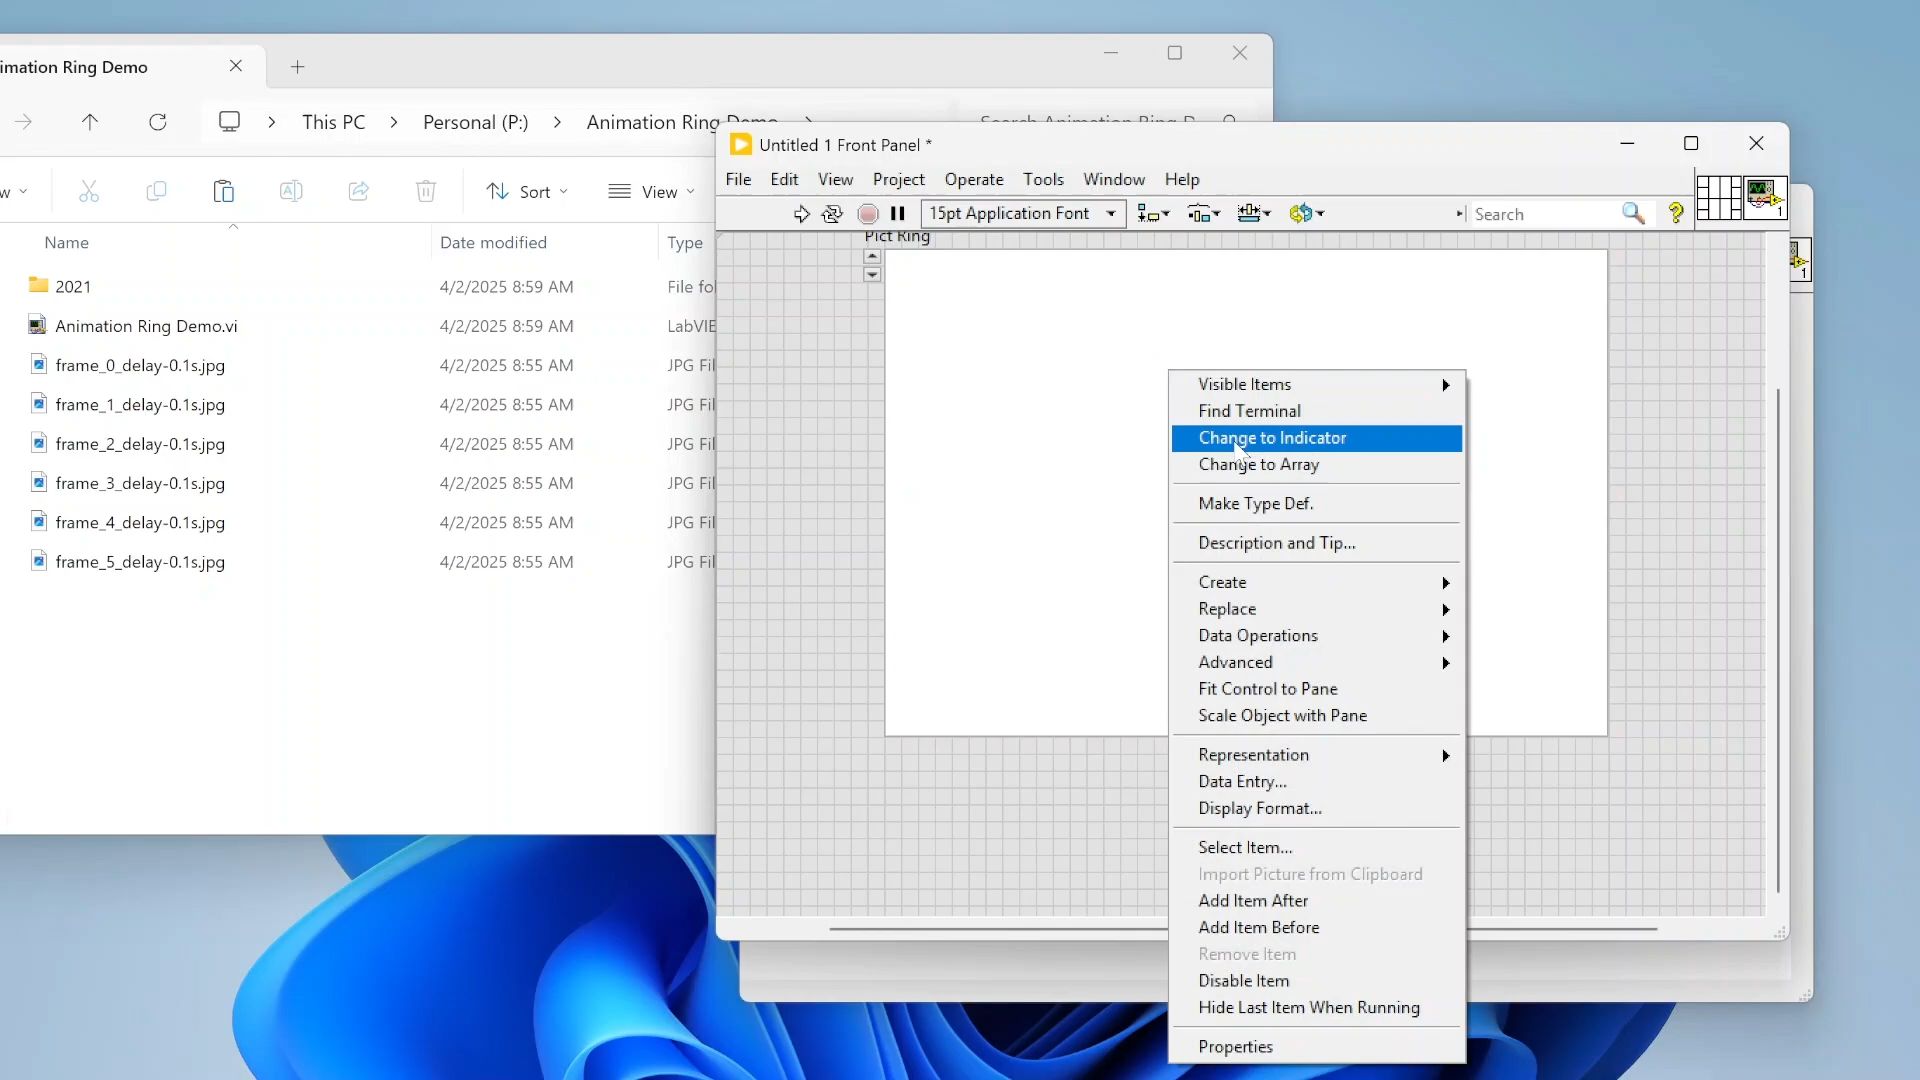 imation Ring Demo
This PC
Personal (P:)
Animation Ring Demo
Search Animation Ring D
Sort
View
Name
Date modified
Type
2021
4/2/2025 8:59 AM
File fol
Animation Ring Demo.vi
4/2/2025 8:59 AM
LabVIE
frame_0_delay-0.1s.jpg
4/2/2025 8:55 AM
JPG Fil
frame_1_delay-0.1s.jpg
4/2/2025 8:55 AM
JPG Fil
frame_2_delay-0.1s.jpg
4/2/2025 8:55 AM
JPG Fil
frame_3_delay-0.1s.jpg
4/2/2025 8:55 AM
JPG Fil
frame_4_delay-0.1s.jpg
4/2/2025 8:55 AM
JPG Fil
frame_5_delay-0.1s.jpg
4/2/2025 8:55 AM
JPG Fil
Untitled 1 Front Panel *
File Edit View Project Operate Tools Window Help
15pt Application Font
Search
1
1
Pict Ring
Visible Items
Find Terminal
Change to Indicator
Change to Array
Make Type Def.
Description and Tip...
Create
Replace
Data Operations
Advanced
Fit Control to Pane
Scale Object with Pane
Representation
Data Entry...
Display Format...
Select Item...
Import Picture from Clipboard
Add Item After
Add Item Before
Remove Item
Disable Item
Hide Last Item When Running
Properties